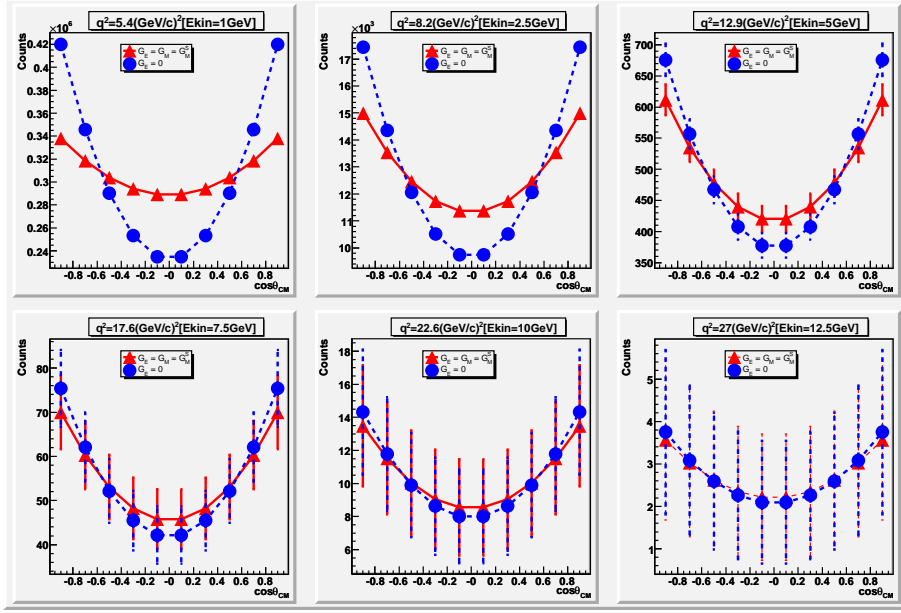 q²=5.4(GeV/c)²[Ekin=1GeV]
×10⁶
Counts
G_E = G_M = G_M^S
G_E = 0
0.42
0.4
0.38
0.36
0.34
0.32
0.3
0.28
0.26
0.24
-0.8 -0.6 -0.4 -0.2 -0 0.2 0.4 0.6 0.8
cosθ_CM
q²=8.2(GeV/c)²[Ekin=2.5GeV]
×10³
Counts
G_E = G_M = G_M^S
G_E = 0
17
16
15
14
13
12
11
10
-0.8 -0.6 -0.4 -0.2 -0 0.2 0.4 0.6 0.8
cosθ_CM
q²=12.9(GeV/c)²[Ekin=5GeV]
Counts
G_E = G_M = G_M^S
G_E = 0
700
650
600
550
500
450
400
350
-0.8 -0.6 -0.4 -0.2 -0 0.2 0.4 0.6 0.8
cosθ_CM
q²=17.6(GeV/c)²[Ekin=7.5GeV]
Counts
G_E = G_M = G_M^S
G_E = 0
80
70
60
50
40
-0.8 -0.6 -0.4 -0.2 -0 0.2 0.4 0.6 0.8
cosθ_CM
q²=22.6(GeV/c)²[Ekin=10GeV]
Counts
G_E = G_M = G_M^S
G_E = 0
18
16
14
12
10
8
6
4
-0.8 -0.6 -0.4 -0.2 -0 0.2 0.4 0.6 0.8
cosθ_CM
q²=27(GeV/c)²[Ekin=12.5GeV]
Counts
G_E = G_M = G_M^S
G_E = 0
5
4
3
2
1
-0.8 -0.6 -0.4 -0.2 -0 0.2 0.4 0.6 0.8
cosθ_CM